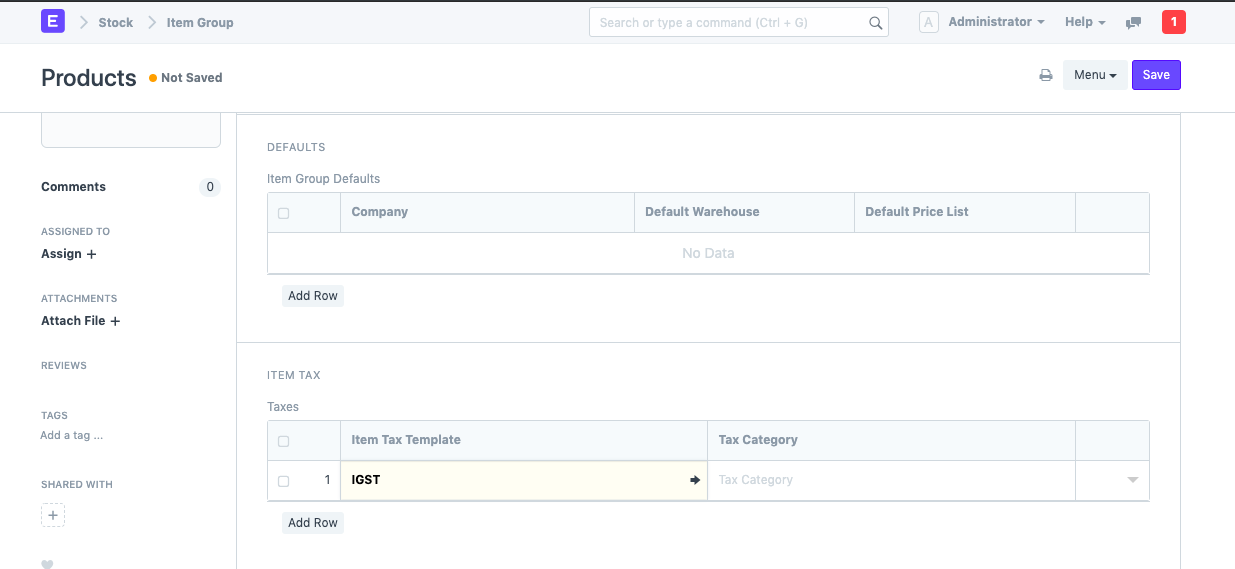 E Stock Item Group Search or type a command (Ctrl + G) A Administrator Help 1
Products Not Saved Menu Save
Comments 0
ASSIGNED TO
Assign +
ATTACHMENTS
Attach File +
REVIEWS
TAGS
Add a tag ...
SHARED WITH
+
DEFAULTS
Item Group Defaults
Company Default Warehouse Default Price List
No Data
Add Row
ITEM TAX
Taxes
Item Tax Template Tax Category
1 IGST Tax Category
Add Row